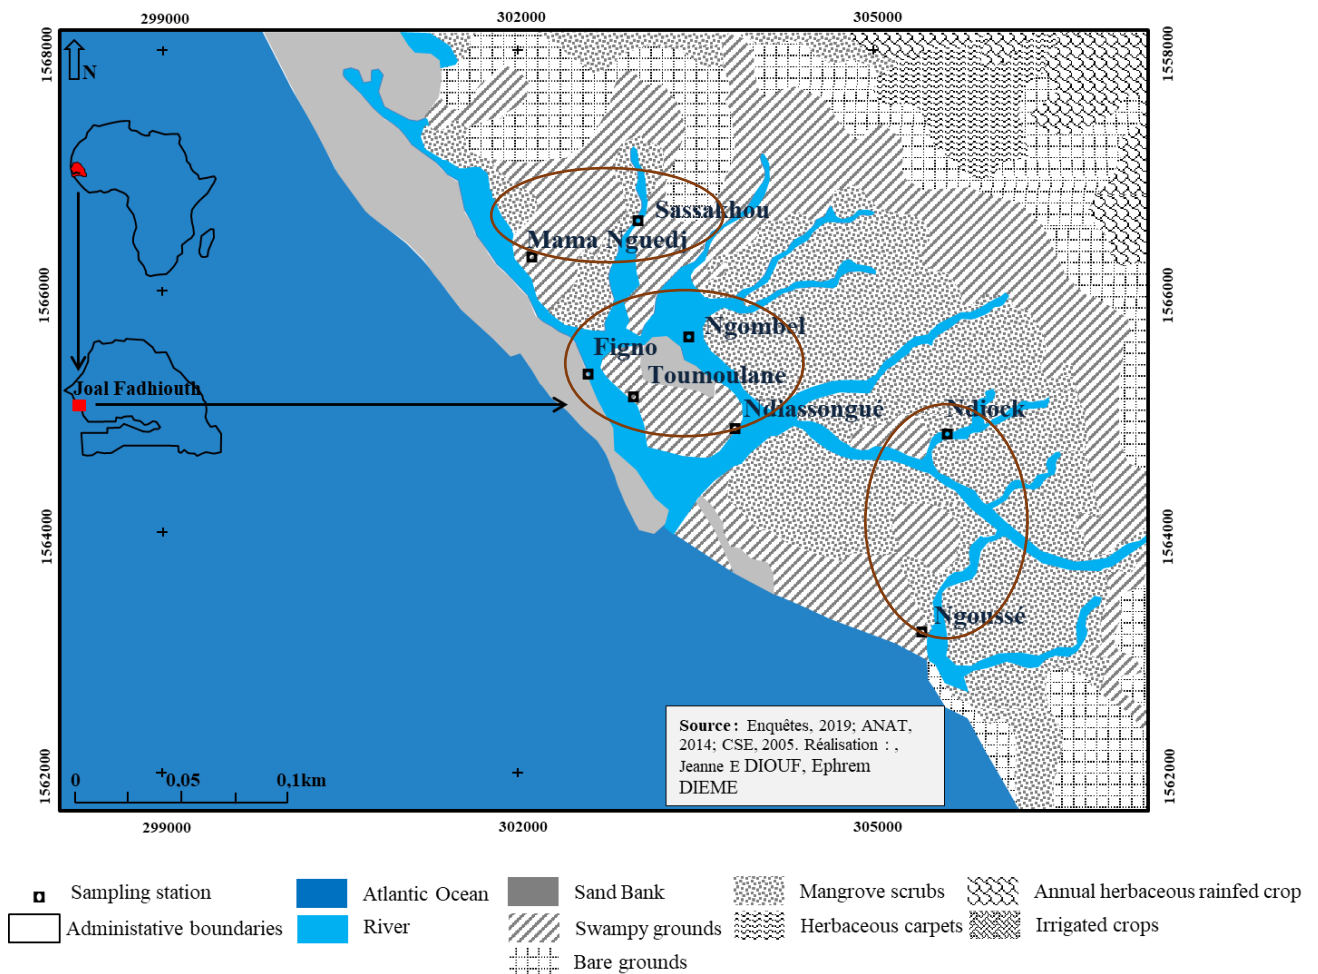 299000
302000
305000
1568000
1558000
N
Sassakhou
Mama Nguedj
1566000
1566000
Ngombel
Figno
Toumoulane
Joal Fadhiouth
Ndiassongué
Ndiock
1564000
1564000
Ngoussé
Source : Enquêtes, 2019; ANAT,
2014; CSE, 2005. Réalisation : ,
Jeanne E DIOUF, Ephrem
DIEME
1562000
1562000
0 0,05 0,1km
299000
302000
305000
Sampling station
Atlantic Ocean
Sand Bank
Mangrove scrubs
Annual herbaceous rainfed crop
Administative boundaries
River
Swampy grounds
Herbaceous carpets
Irrigated crops
Bare grounds